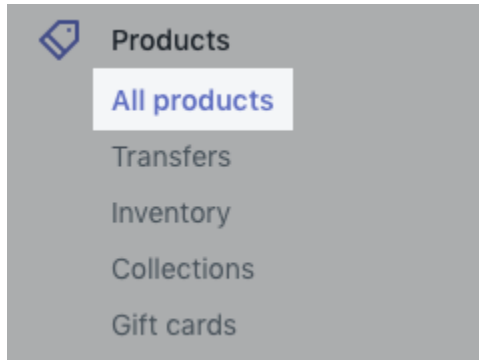 Products
All products
Transfers
Inventory
Collections
Gift cards